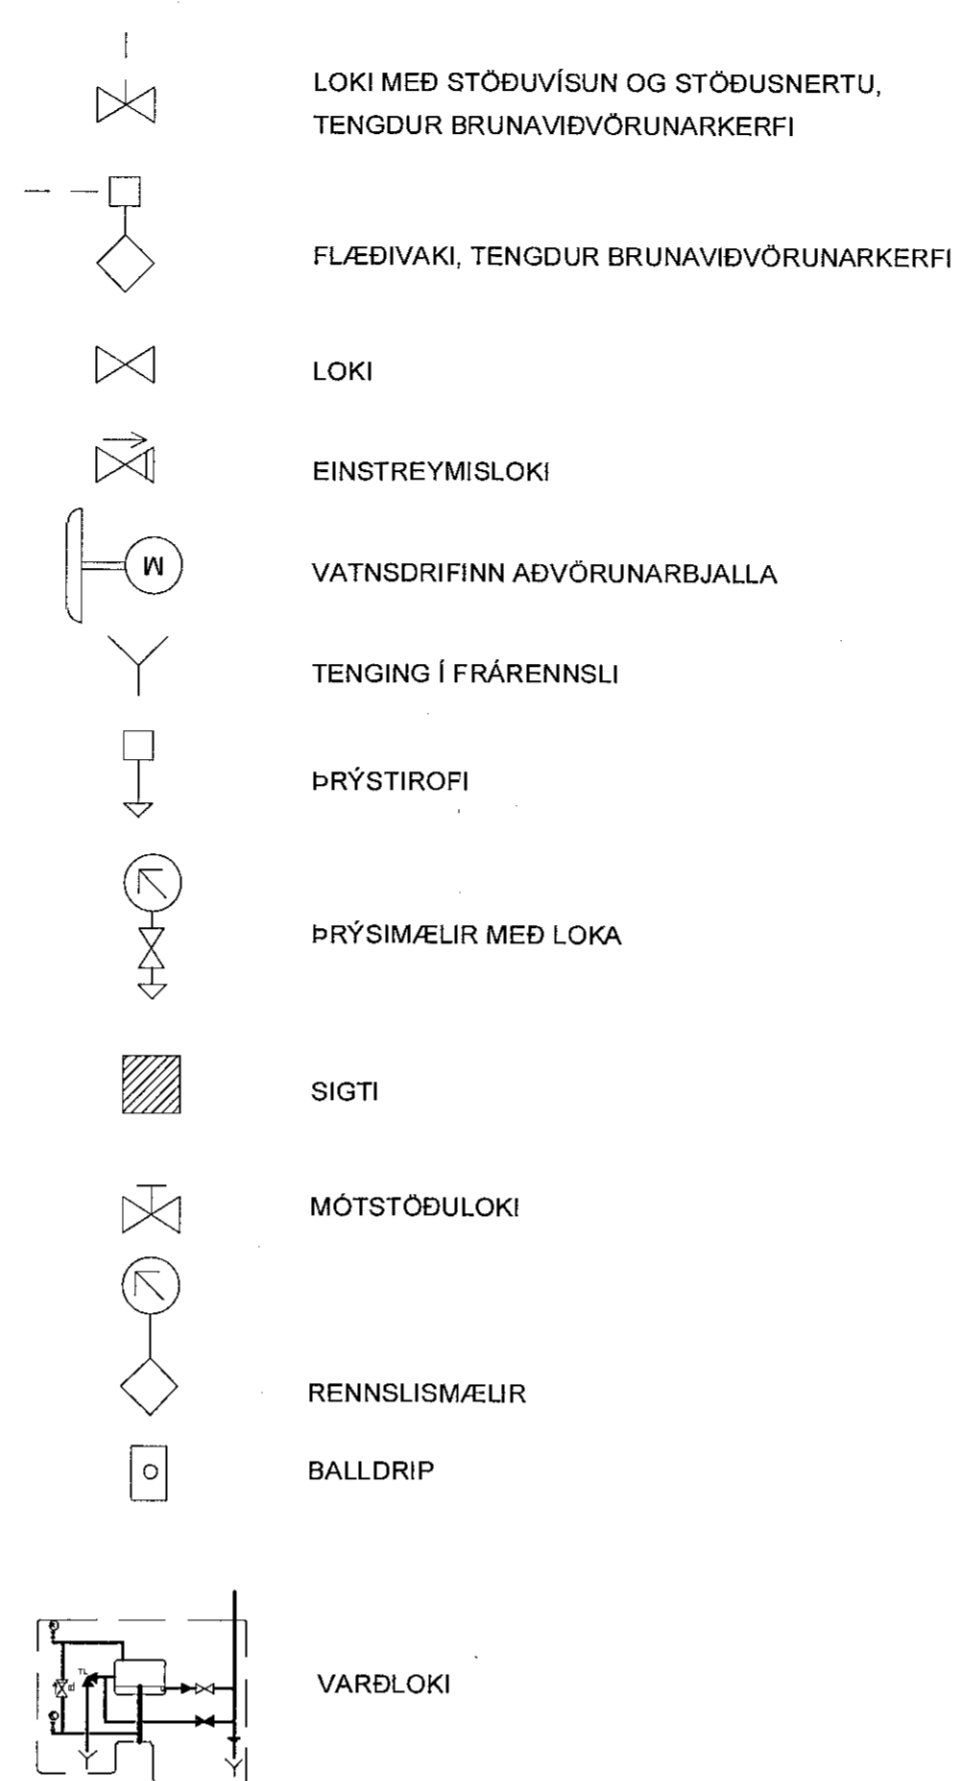 LOKI MEÐ STÖÐUVÍSUN OG STÖÐUSNERTU,
TENGDUR BRUNAVIÐVÖRUNARKERFI
FLÆÐIVAKI, TENGDUR BRUNAVIÐVÖRUNARKERFI
LOKI
EINSTREYMISLOKI
M
VATNSDRIFINN AÐVÖRUNARBJALLA
TENGING Í FRÁRENNSLI
ÞRÝSTIROFI
ÞRÝSIMÆLIR MEÐ LOKA
SIGTI
MÓTSTÖÐULOKI
RENNSLISMÆLIR
BALLDRIP
TL
VARÐLOKI